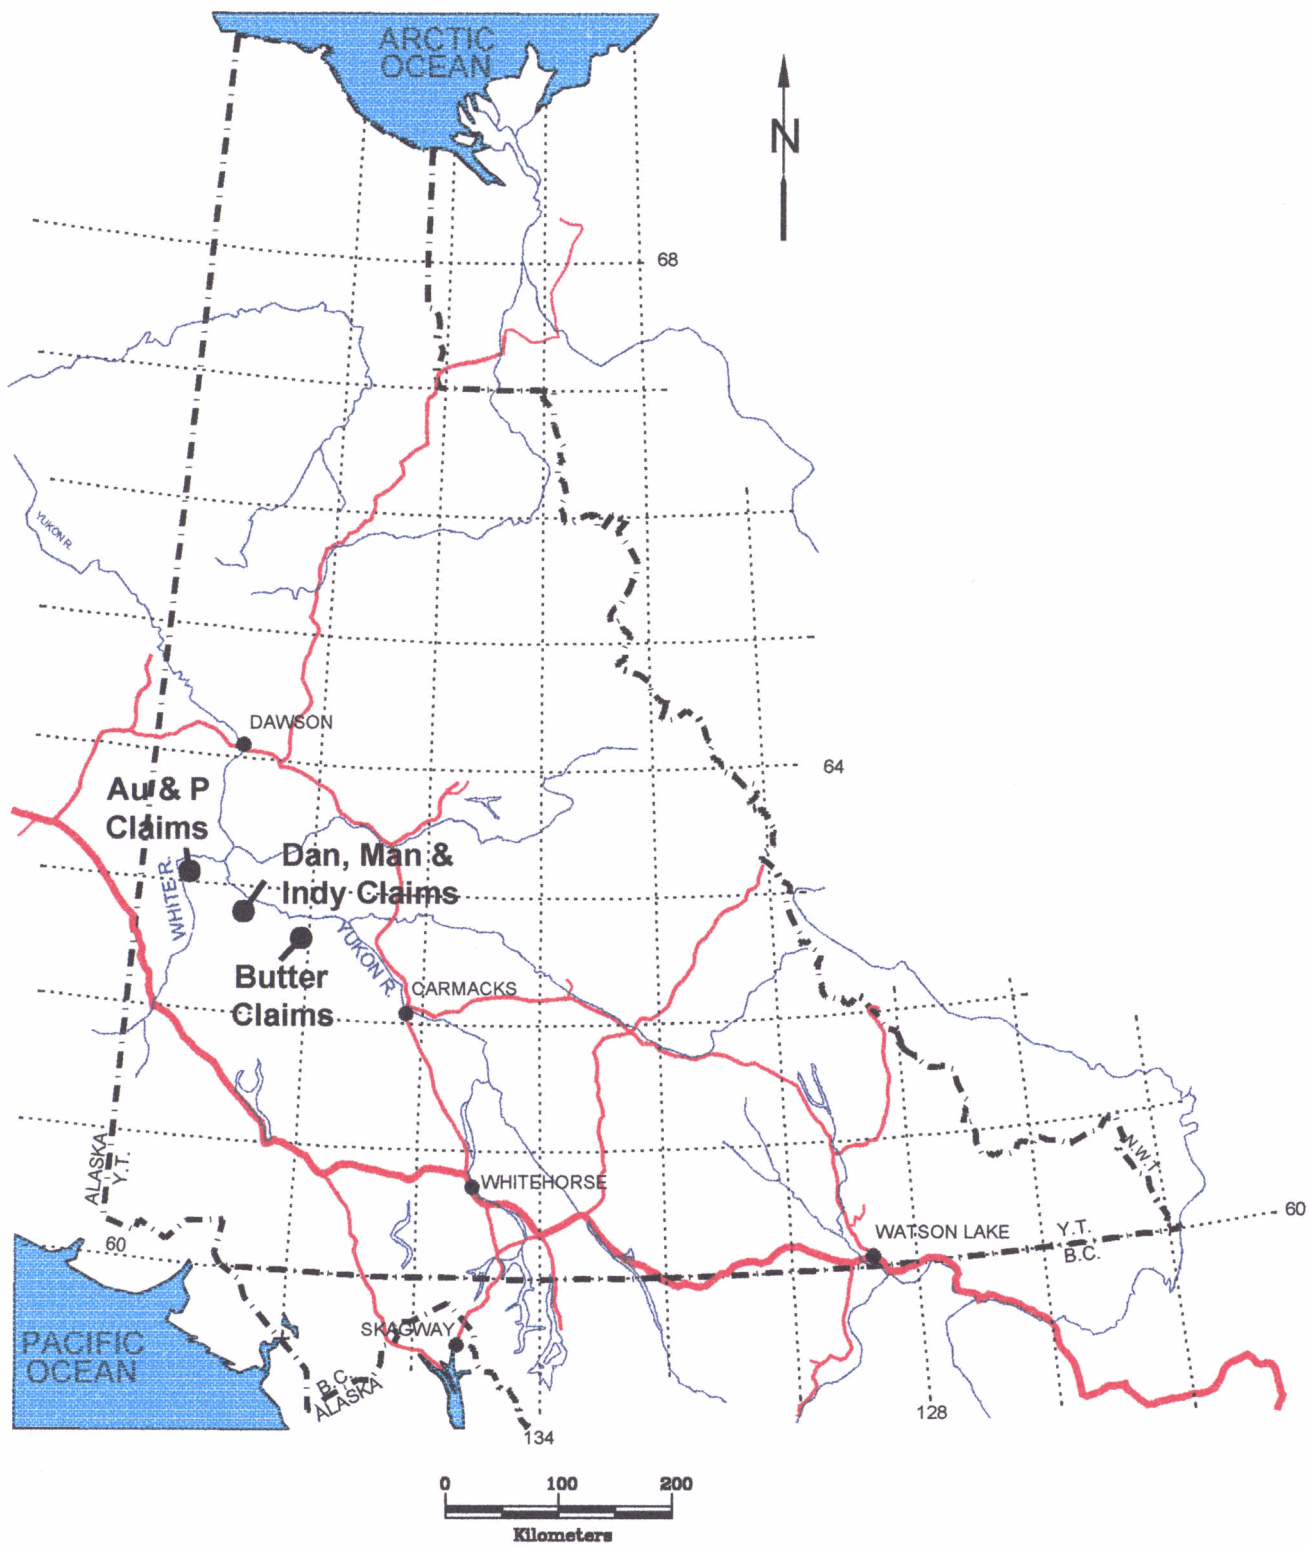 ARCTIC
OCEAN
N
68
YUKON R.
DAWSON
64
Au & P
Claims
Dan, Man &
Indy Claims
WHITE R.
YUKON R.
Butter
Claims
CARMACKS
ALASKA
Y.T.
N.W.T.
WHITEHORSE
60
WATSON LAKE
Y.T.
B.C.
60
PACIFIC
OCEAN
SKAGWAY
B.C.
ALASKA
128
134
0 100 200
Kilometers